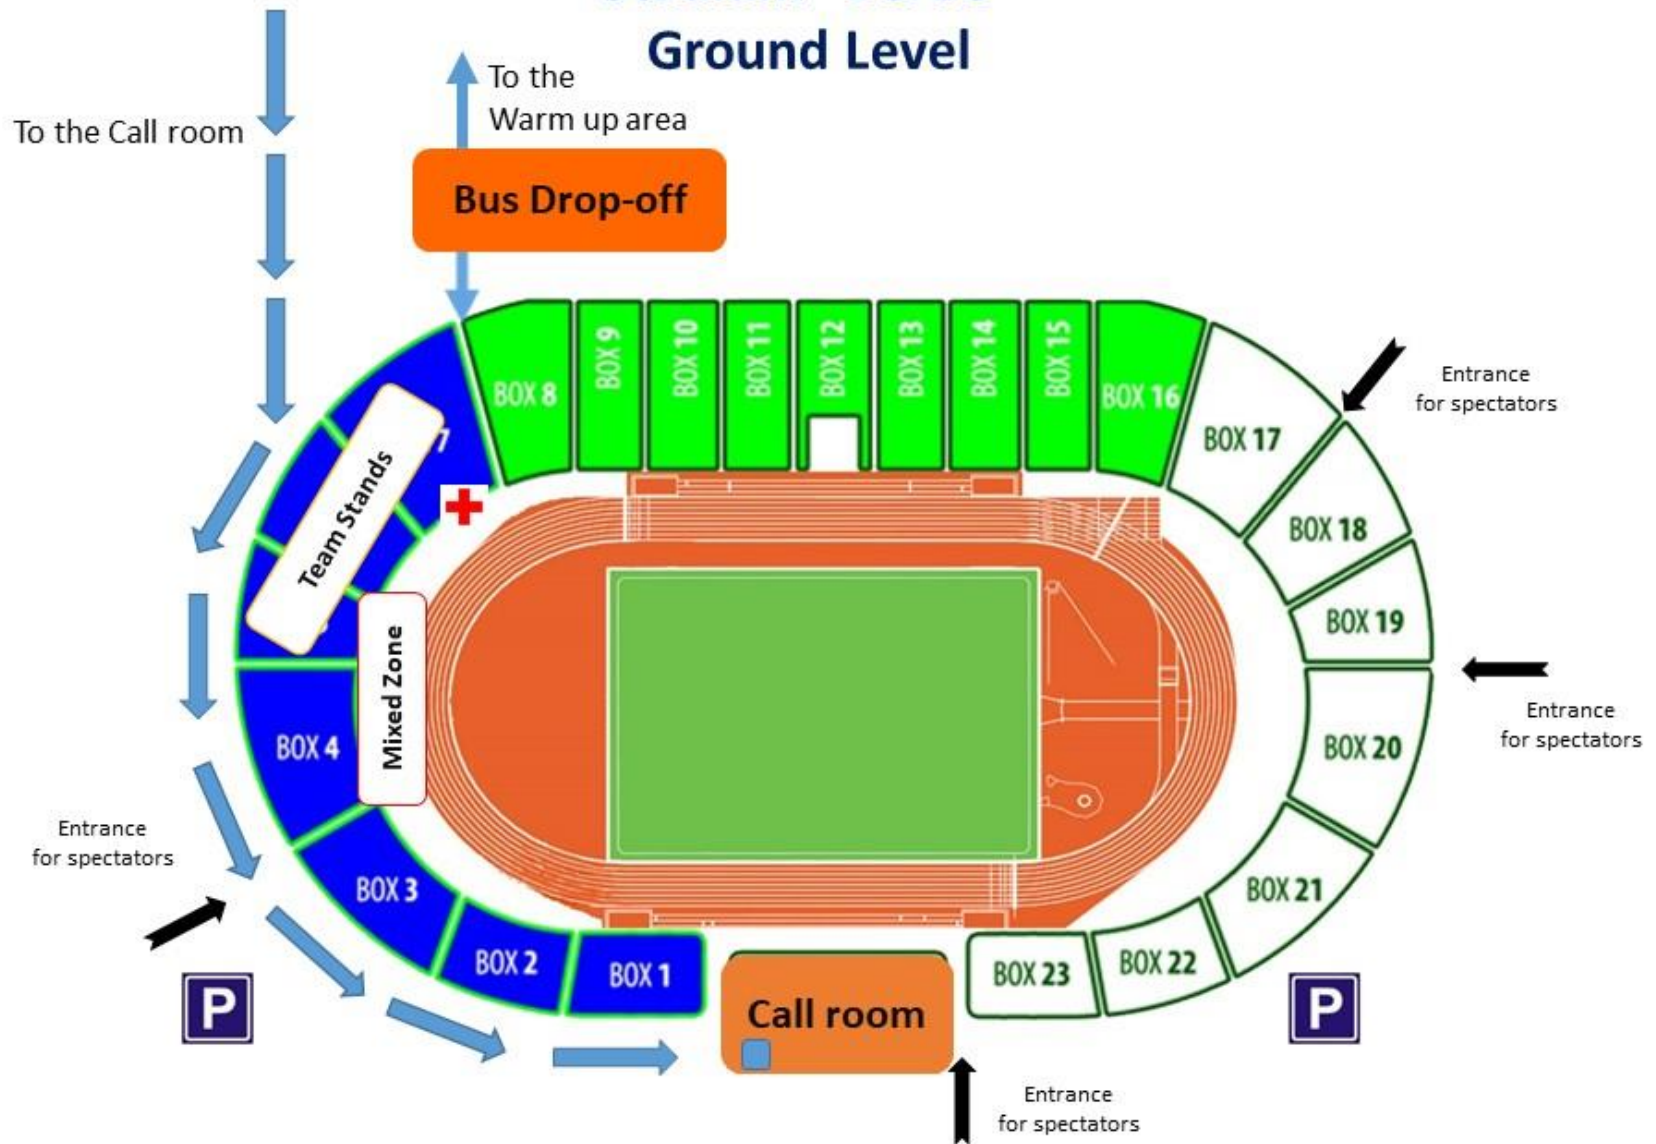 Ground Level
To the
Warm up area
To the Call room
Bus Drop-off
BOX 8
BOX 9
BOX 10
BOX 11
BOX 12
BOX 13
BOX 14
BOX 15
BOX 16
BOX 17
BOX 18
BOX 19
BOX 20
BOX 21
BOX 22
BOX 23
7
Team Stands
Mixed Zone
BOX 4
BOX 3
BOX 2
BOX 1
Call room
Entrance
for spectators
Entrance
for spectators
Entrance
for spectators
Entrance
for spectators
P
P